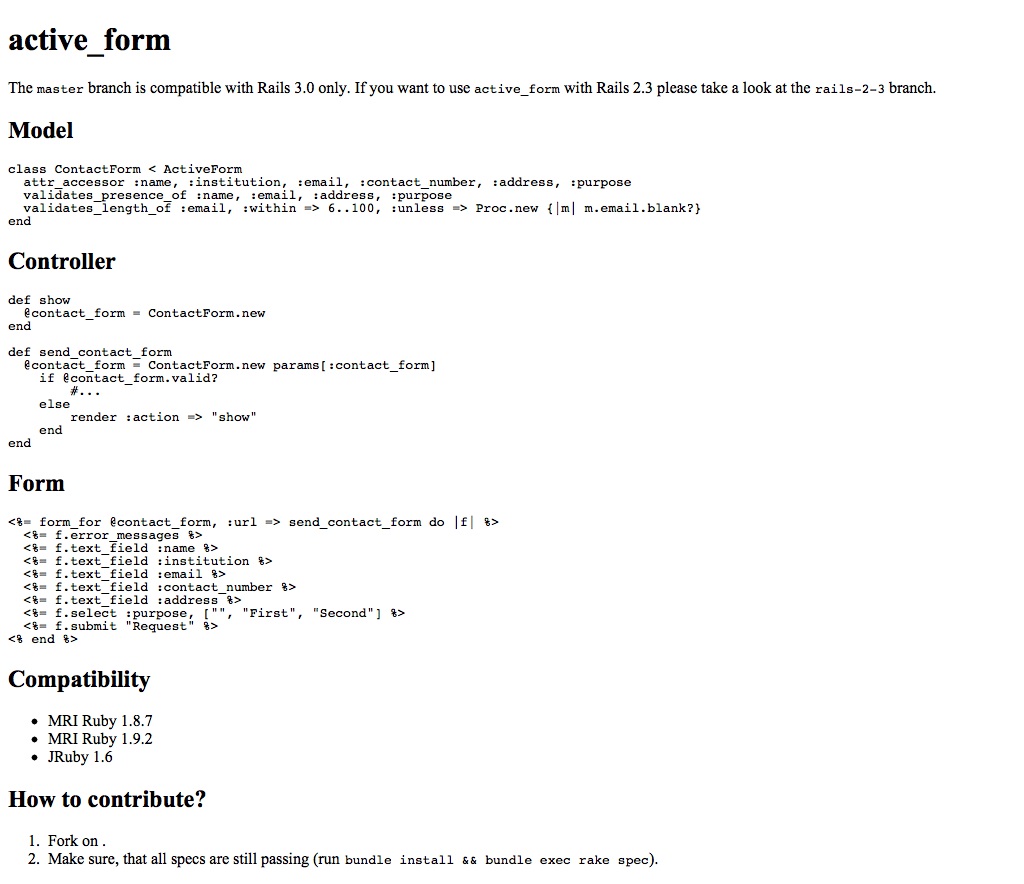 active_form
The master branch is compatible with Rails 3.0 only. If you want to use active_form with Rails 2.3 please take a look at the rails-2-3 branch.
Model
class ContactForm < ActiveForm
  attr_accessor :name, :institution, :email, :contact_number, :address, :purpose
  validates_presence_of :name, :email, :address, :purpose
  validates_length_of :email, :within => 6..100, :unless => Proc.new {|m| m.email.blank?}
end
Controller
def show
  @contact_form = ContactForm.new
end
def send_contact_form
  @contact_form = ContactForm.new params[:contact_form]
    if @contact_form.valid?
        #...
    else
        render :action => "show"
    end
end
Form
<%= form_for @contact_form, :url => send_contact_form do |f| %>
  <%= f.error_messages %>
  <%= f.text_field :name %>
  <%= f.text_field :institution %>
  <%= f.text_field :email %>
  <%= f.text_field :contact_number %>
  <%= f.text_field :address %>
  <%= f.select :purpose, ["", "First", "Second"] %>
  <%= f.submit "Request" %>
<% end %>
Compatibility
• MRI Ruby 1.8.7
• MRI Ruby 1.9.2
• JRuby 1.6
How to contribute?
1. Fork on .
2. Make sure, that all specs are still passing (run bundle install && bundle exec rake spec).